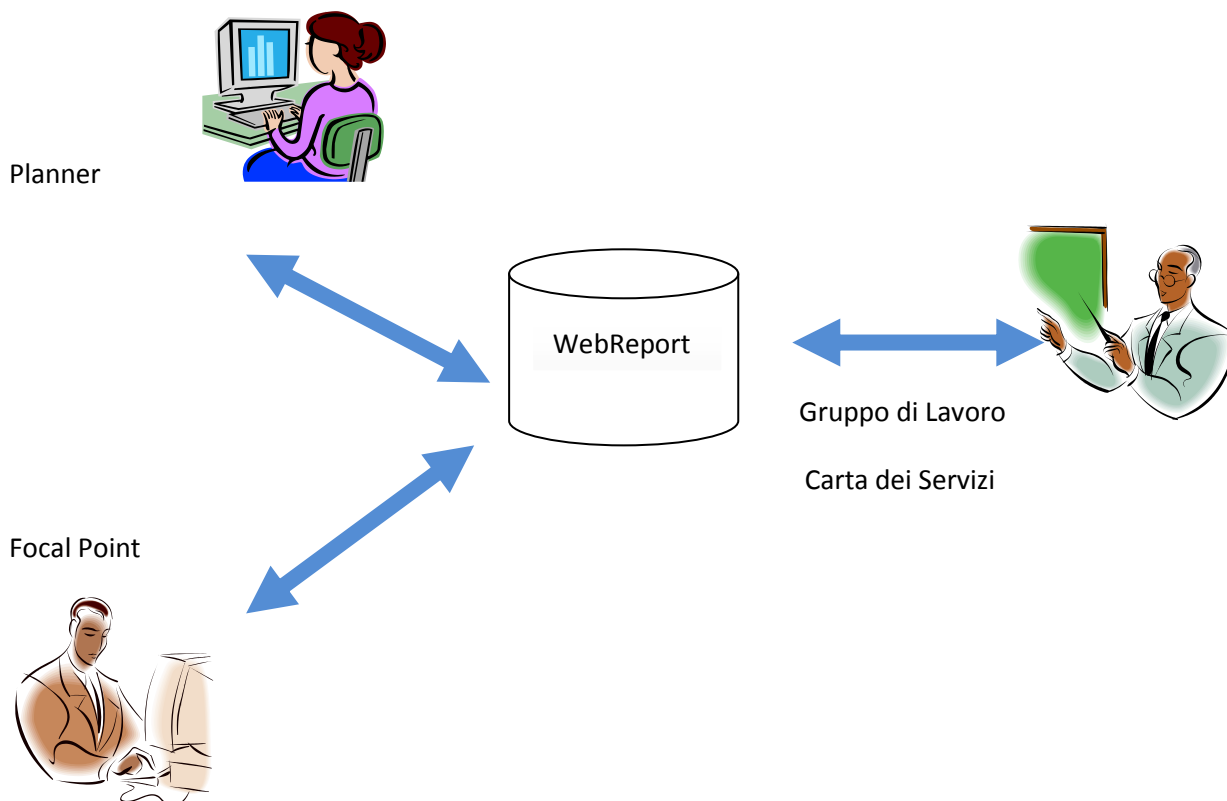 Planner
WebReport
Gruppo di Lavoro
Carta dei Servizi
Focal Point